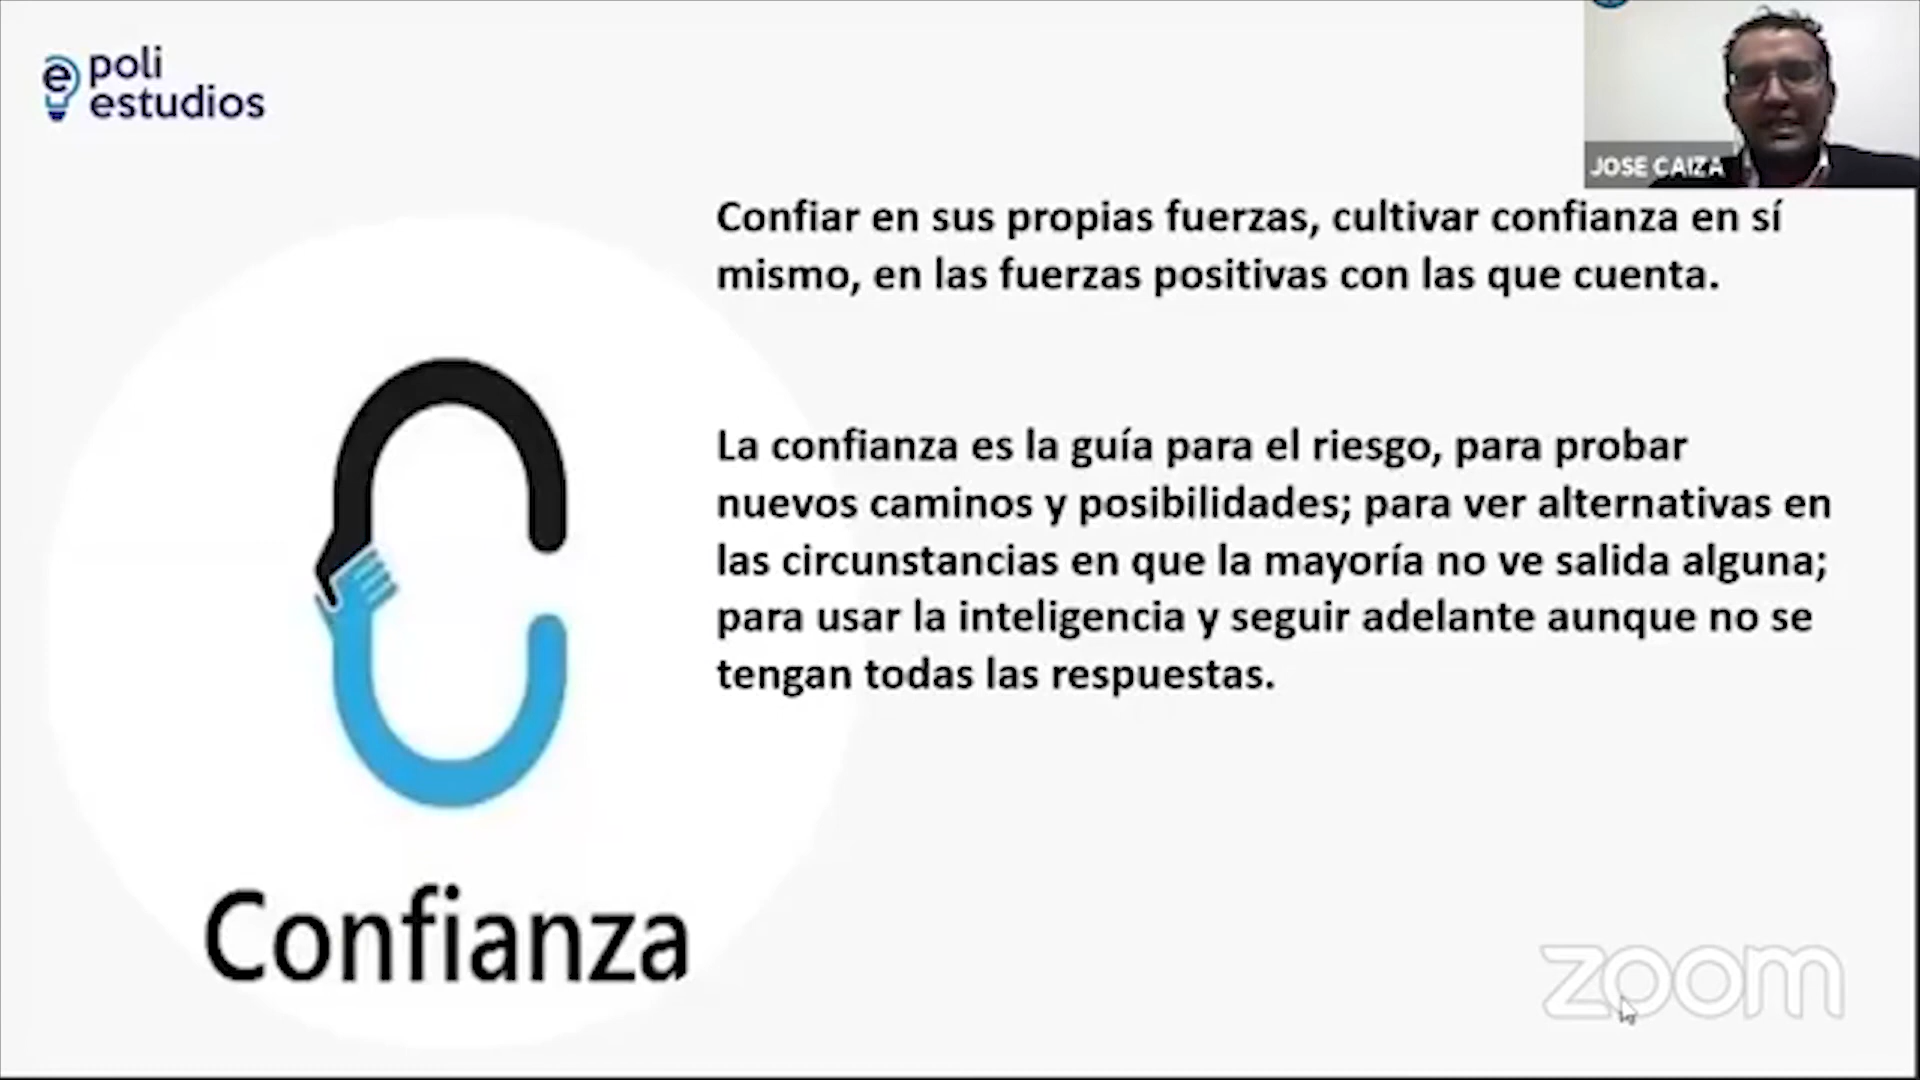 poli
estudios
JOSE CAIZA
Confiar en sus propias fuerzas, cultivar confianza en sí
mismo, en las fuerzas positivas con las que cuenta.
La confianza es la guía para el riesgo, para probar
nuevos caminos y posibilidades; para ver alternativas en
las circunstancias en que la mayoría no ve salida alguna;
para usar la inteligencia y seguir adelante aunque no se
tengan todas las respuestas.
Confianza
zoom